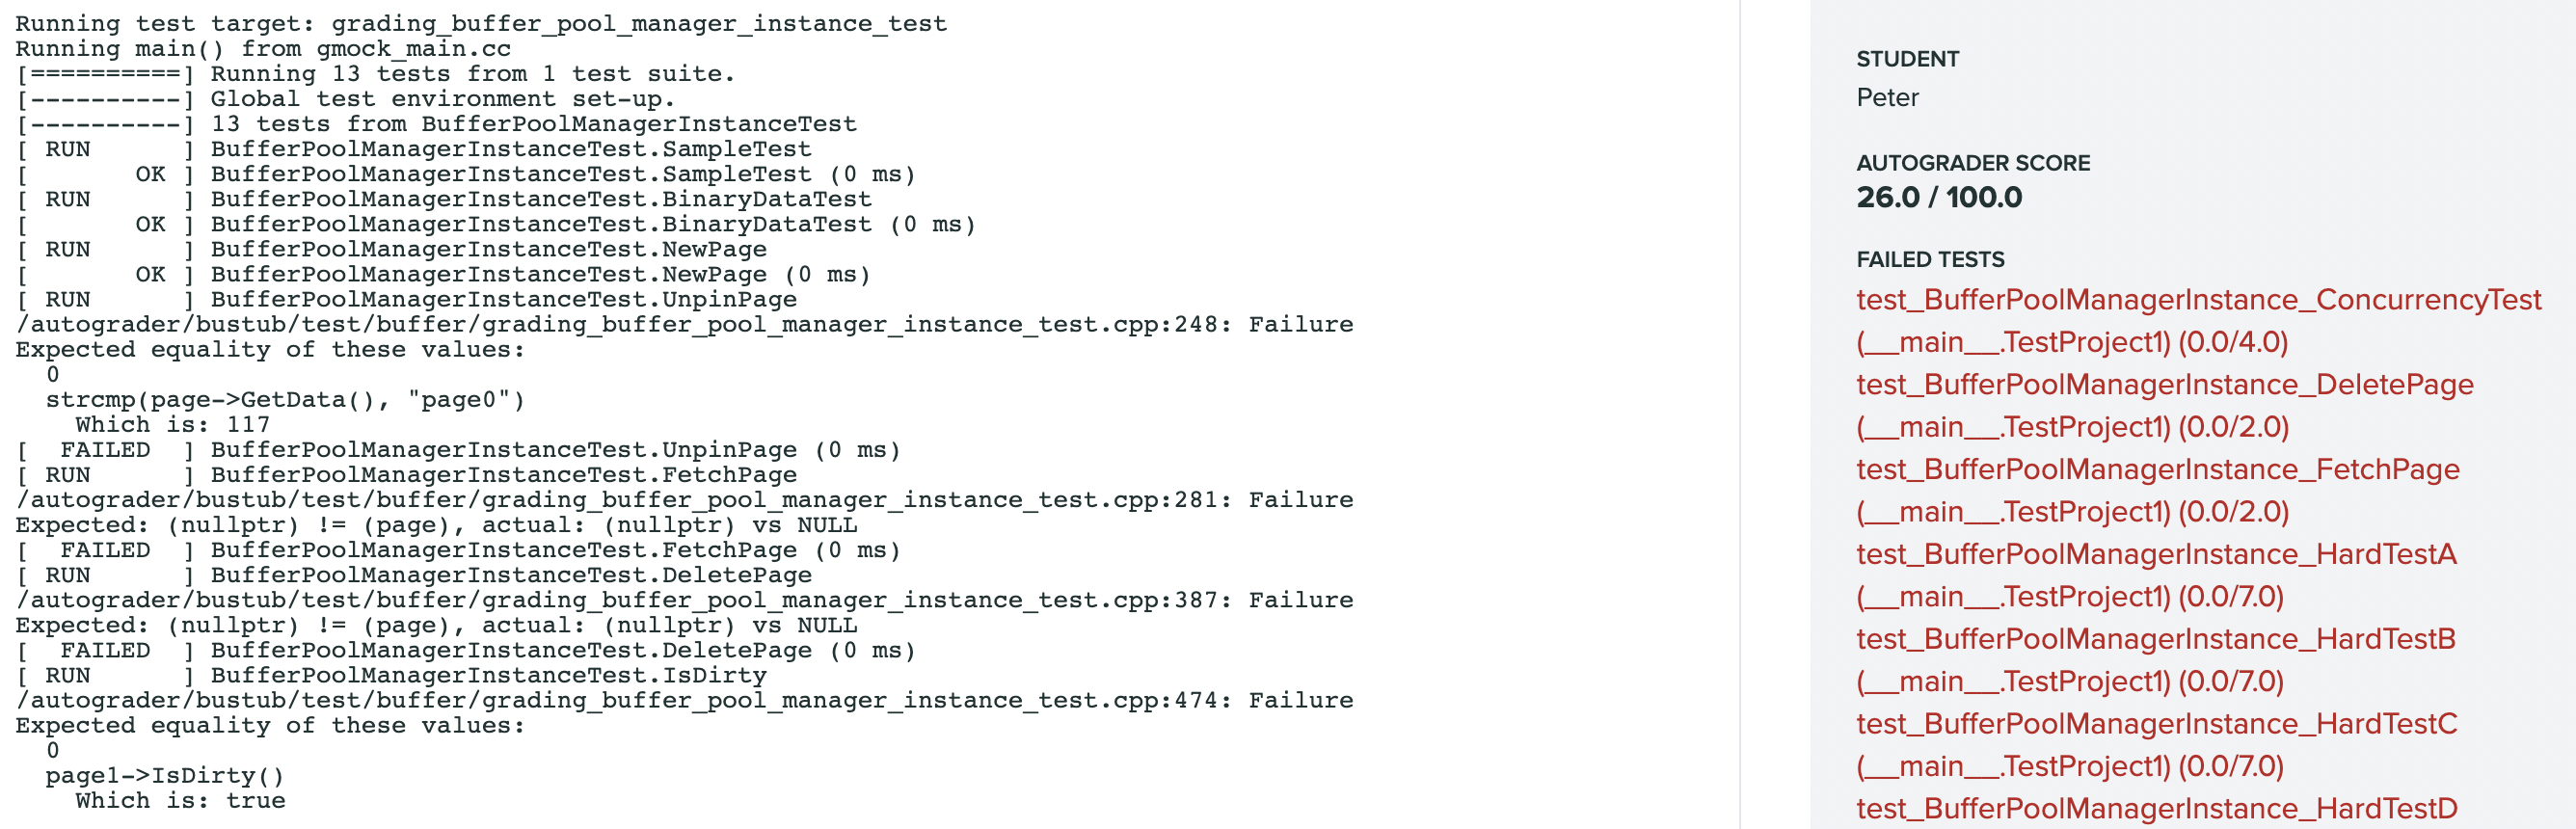 Running test target: grading_buffer_pool_manager_instance_test
Running main() from gmock_main.cc
[==========] Running 13 tests from 1 test suite.
[----------] Global test environment set-up.
[----------] 13 tests from BufferPoolManagerInstanceTest
[ RUN      ] BufferPoolManagerInstanceTest.SampleTest
[       OK ] BufferPoolManagerInstanceTest.SampleTest (0 ms)
[ RUN      ] BufferPoolManagerInstanceTest.BinaryDataTest
[       OK ] BufferPoolManagerInstanceTest.BinaryDataTest (0 ms)
[ RUN      ] BufferPoolManagerInstanceTest.NewPage
[       OK ] BufferPoolManagerInstanceTest.NewPage (0 ms)
[ RUN      ] BufferPoolManagerInstanceTest.UnpinPage
/autograder/bustub/test/buffer/grading_buffer_pool_manager_instance_test.cpp:248: Failure
Expected equality of these values:
  0
  strcmp(page->GetData(), "page0")
    Which is: 117
[  FAILED  ] BufferPoolManagerInstanceTest.UnpinPage (0 ms)
[ RUN      ] BufferPoolManagerInstanceTest.FetchPage
/autograder/bustub/test/buffer/grading_buffer_pool_manager_instance_test.cpp:281: Failure
Expected: (nullptr) != (page), actual: (nullptr) vs NULL
[  FAILED  ] BufferPoolManagerInstanceTest.FetchPage (0 ms)
[ RUN      ] BufferPoolManagerInstanceTest.DeletePage
/autograder/bustub/test/buffer/grading_buffer_pool_manager_instance_test.cpp:387: Failure
Expected: (nullptr) != (page), actual: (nullptr) vs NULL
[  FAILED  ] BufferPoolManagerInstanceTest.DeletePage (0 ms)
[ RUN      ] BufferPoolManagerInstanceTest.IsDirty
/autograder/bustub/test/buffer/grading_buffer_pool_manager_instance_test.cpp:474: Failure
Expected equality of these values:
  0
  page1->IsDirty()
    Which is: true
STUDENT
Peter
AUTOGRADER SCORE
26.0 / 100.0
FAILED TESTS
test_BufferPoolManagerInstance_ConcurrencyTest
(__main__.TestProject1) (0.0/4.0)
test_BufferPoolManagerInstance_DeletePage
(__main__.TestProject1) (0.0/2.0)
test_BufferPoolManagerInstance_FetchPage
(__main__.TestProject1) (0.0/2.0)
test_BufferPoolManagerInstance_HardTestA
(__main__.TestProject1) (0.0/7.0)
test_BufferPoolManagerInstance_HardTestB
(__main__.TestProject1) (0.0/7.0)
test_BufferPoolManagerInstance_HardTestC
(__main__.TestProject1) (0.0/7.0)
test_BufferPoolManagerInstance_HardTestD